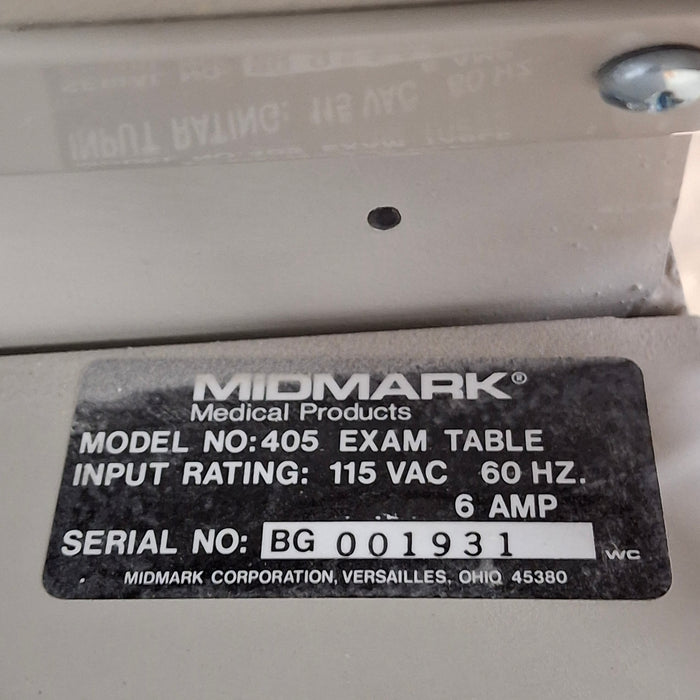 MIDMARK®
Medical Products
MODEL NO: 405 EXAM TABLE
INPUT RATING: 115 VAC 60 HZ.
6 AMP
SERIAL NO: BG 001931
WC
MIDMARK CORPORATION, VERSAILLES, OHIO 45380